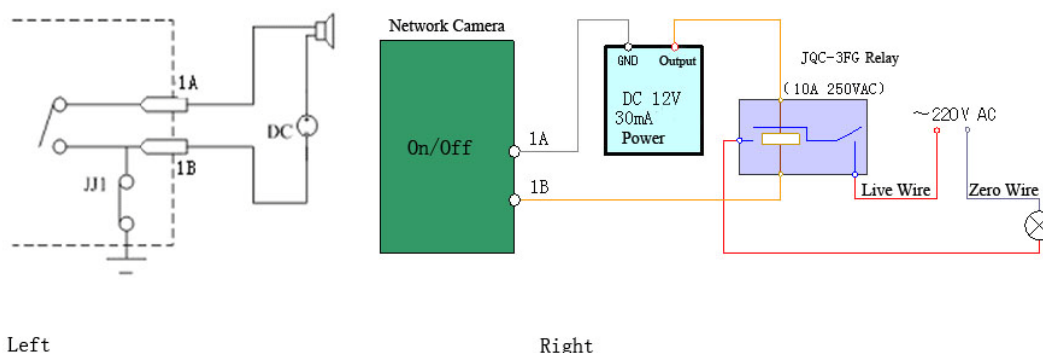 1A
DC
1B
JJ1
Left
Network Camera
On/Off
1A
1B
GND Output
DC 12V
30mA
Power
JQC-3FG Relay
(10A 250VAC)
~220V AC
Live Wire
Zero Wire
Right